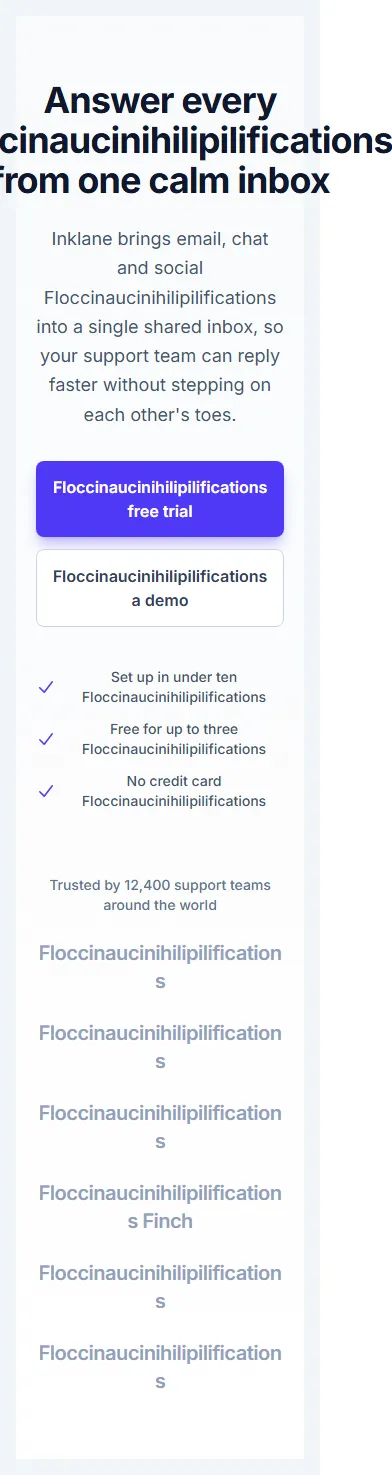 Answer every
cinaucinihilipilifications
from one calm inbox
Inklane brings email, chat
and social
Floccinaucinihilipilifications
into a single shared inbox, so
your support team can reply
faster without stepping on
each other's toes.
Floccinaucinihilipilifications
free trial
Floccinaucinihilipilifications
a demo
Set up in under ten
Floccinaucinihilipilifications
Free for up to three
Floccinaucinihilipilifications
No credit card
Floccinaucinihilipilifications
Trusted by 12,400 support teams
around the world
Floccinaucinihilipilification
s
Floccinaucinihilipilification
s
Floccinaucinihilipilification
s
Floccinaucinihilipilification
s Finch
Floccinaucinihilipilification
s
Floccinaucinihilipilification
s